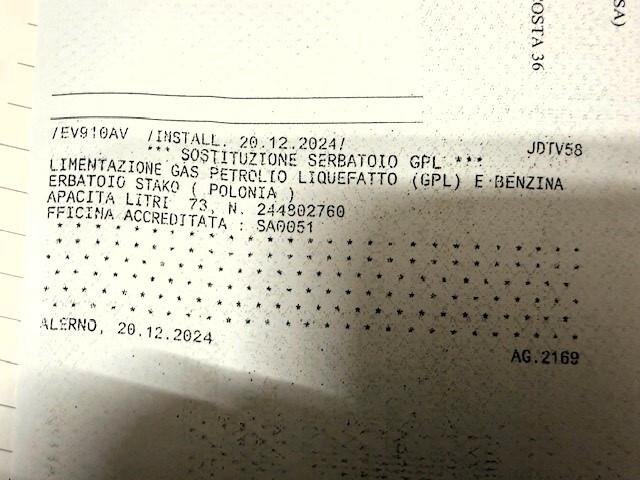 SA)
OSTA 36
/EV910AV /INSTALL. 20.12.2024/ JDTV58
*** SOSTITUZIONE SERBATOIO GPL ***
LIMENTAZIONE GAS PETROLIO LIQUEFATTO (GPL) E BENZINA
ERBATOIO STAKO ( POLONIA )
APACITA LITRI 73, N. 244802760
FFICINA ACCREDITATA : SA0051
ALERNO, 20.12.2024
AG.2169